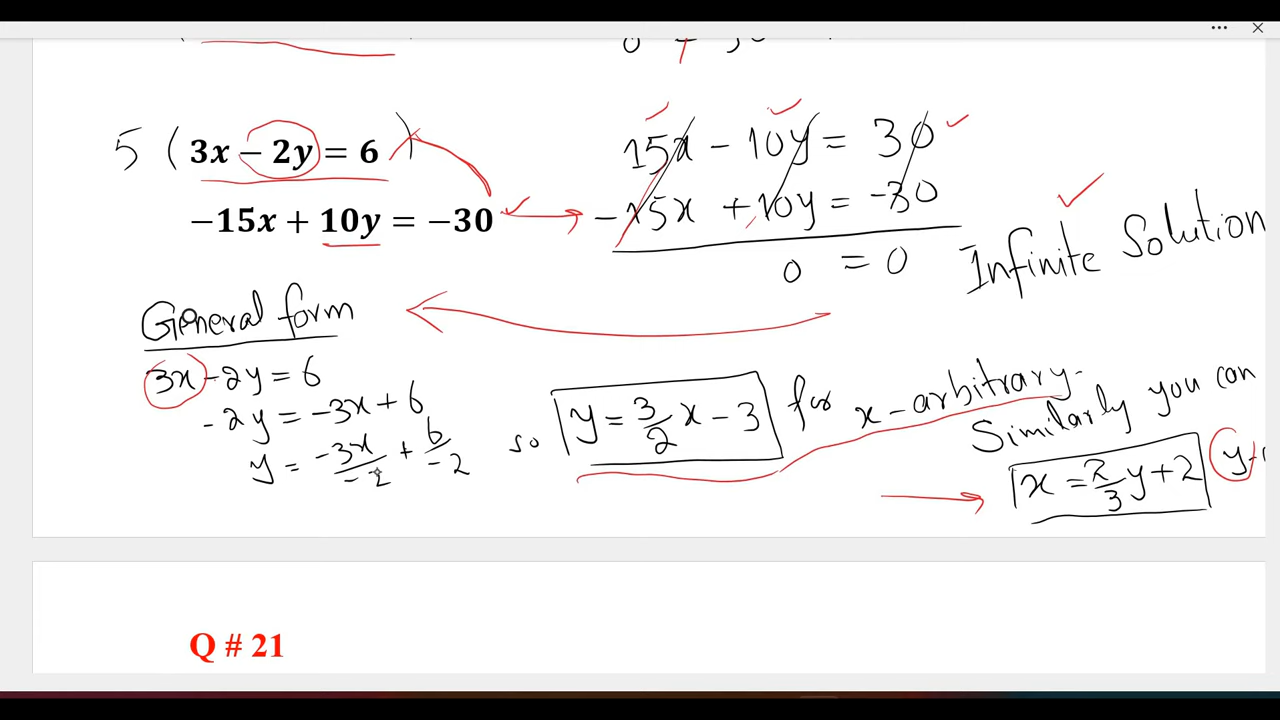 5 ( 3x − 2y = 6 )
−15x + 10y = −30
15x − 10y = 30
−15x + 10y = −30
0 = 0
Infinite Solution
General form
3x − 2y = 6
−2y = −3x + 6
y = −3x/−2 + 6/−2
so y = 3/2 x − 3 for x − arbitrary.
Similarly you can
x = 2/3 y + 2 y
Q # 21